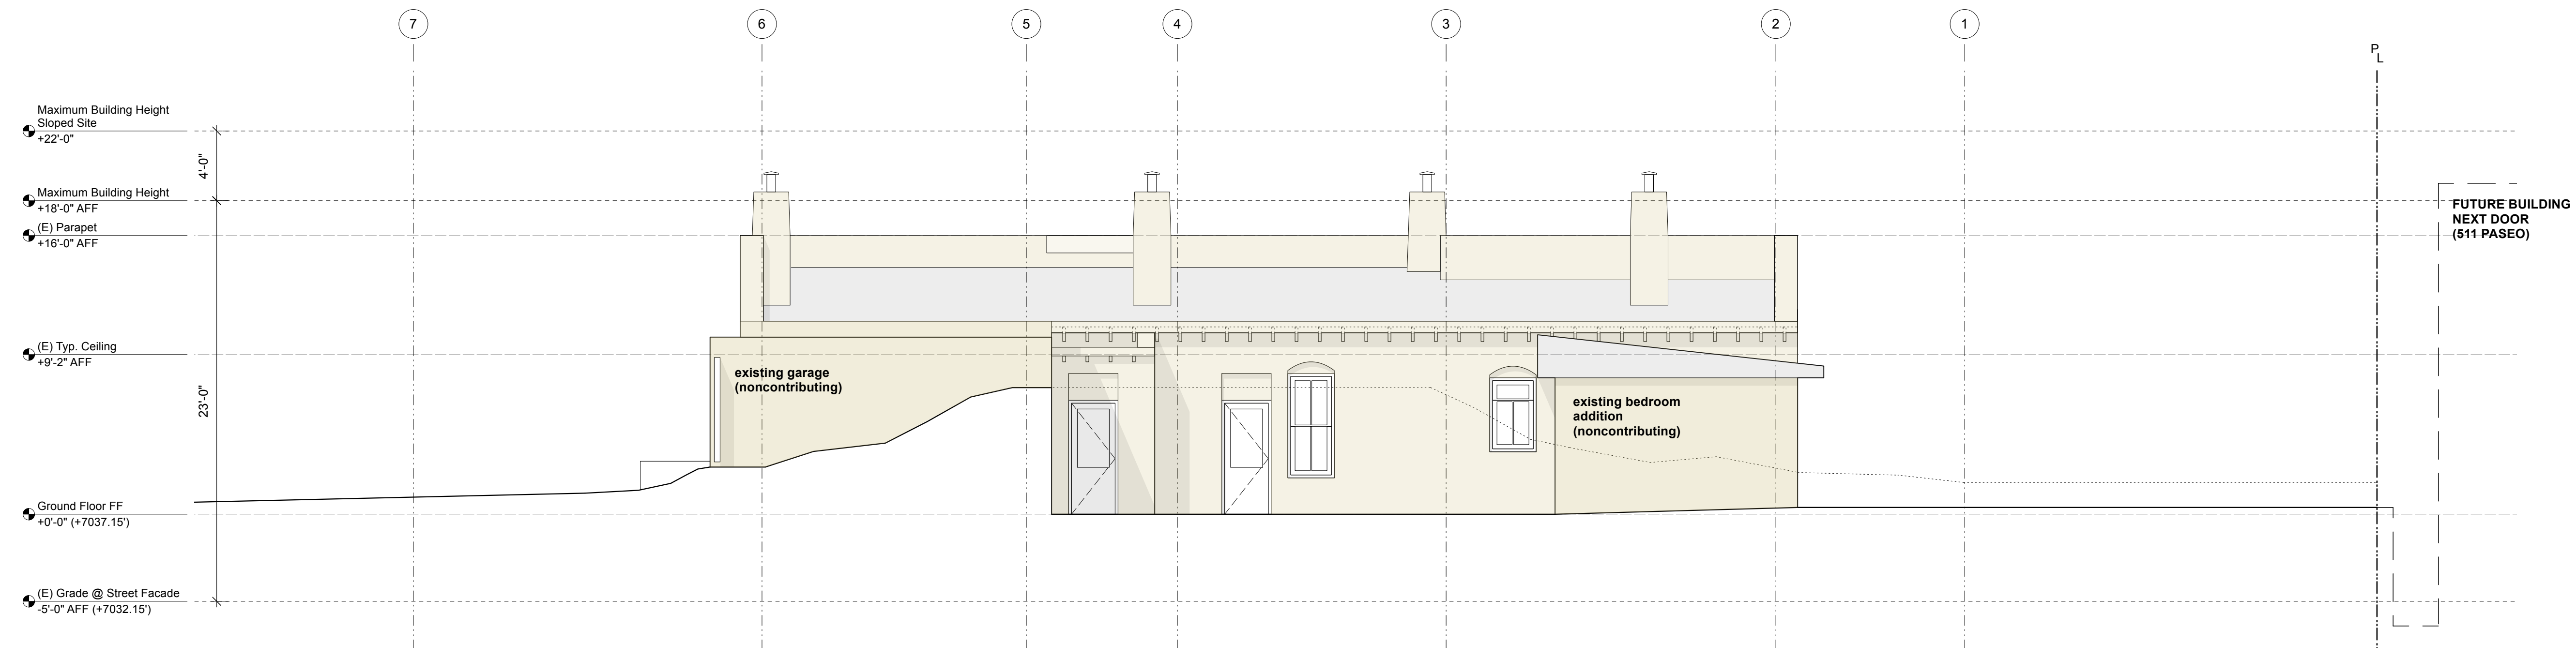 7
6
5
4
3
2
1
PL
Maximum Building Height
Sloped Site
+22'-0"
4'-0"
Maximum Building Height
+18'-0" AFF
(E) Parapet
+16'-0" AFF
FUTURE BUILDING
NEXT DOOR
(511 PASEO)
(E) Typ. Ceiling
+9'-2" AFF
23'-0"
existing garage
(noncontributing)
existing bedroom
addition
(noncontributing)
Ground Floor FF
+0'-0" (+7037.15')
(E) Grade @ Street Facade
-5'-0" AFF (+7032.15')